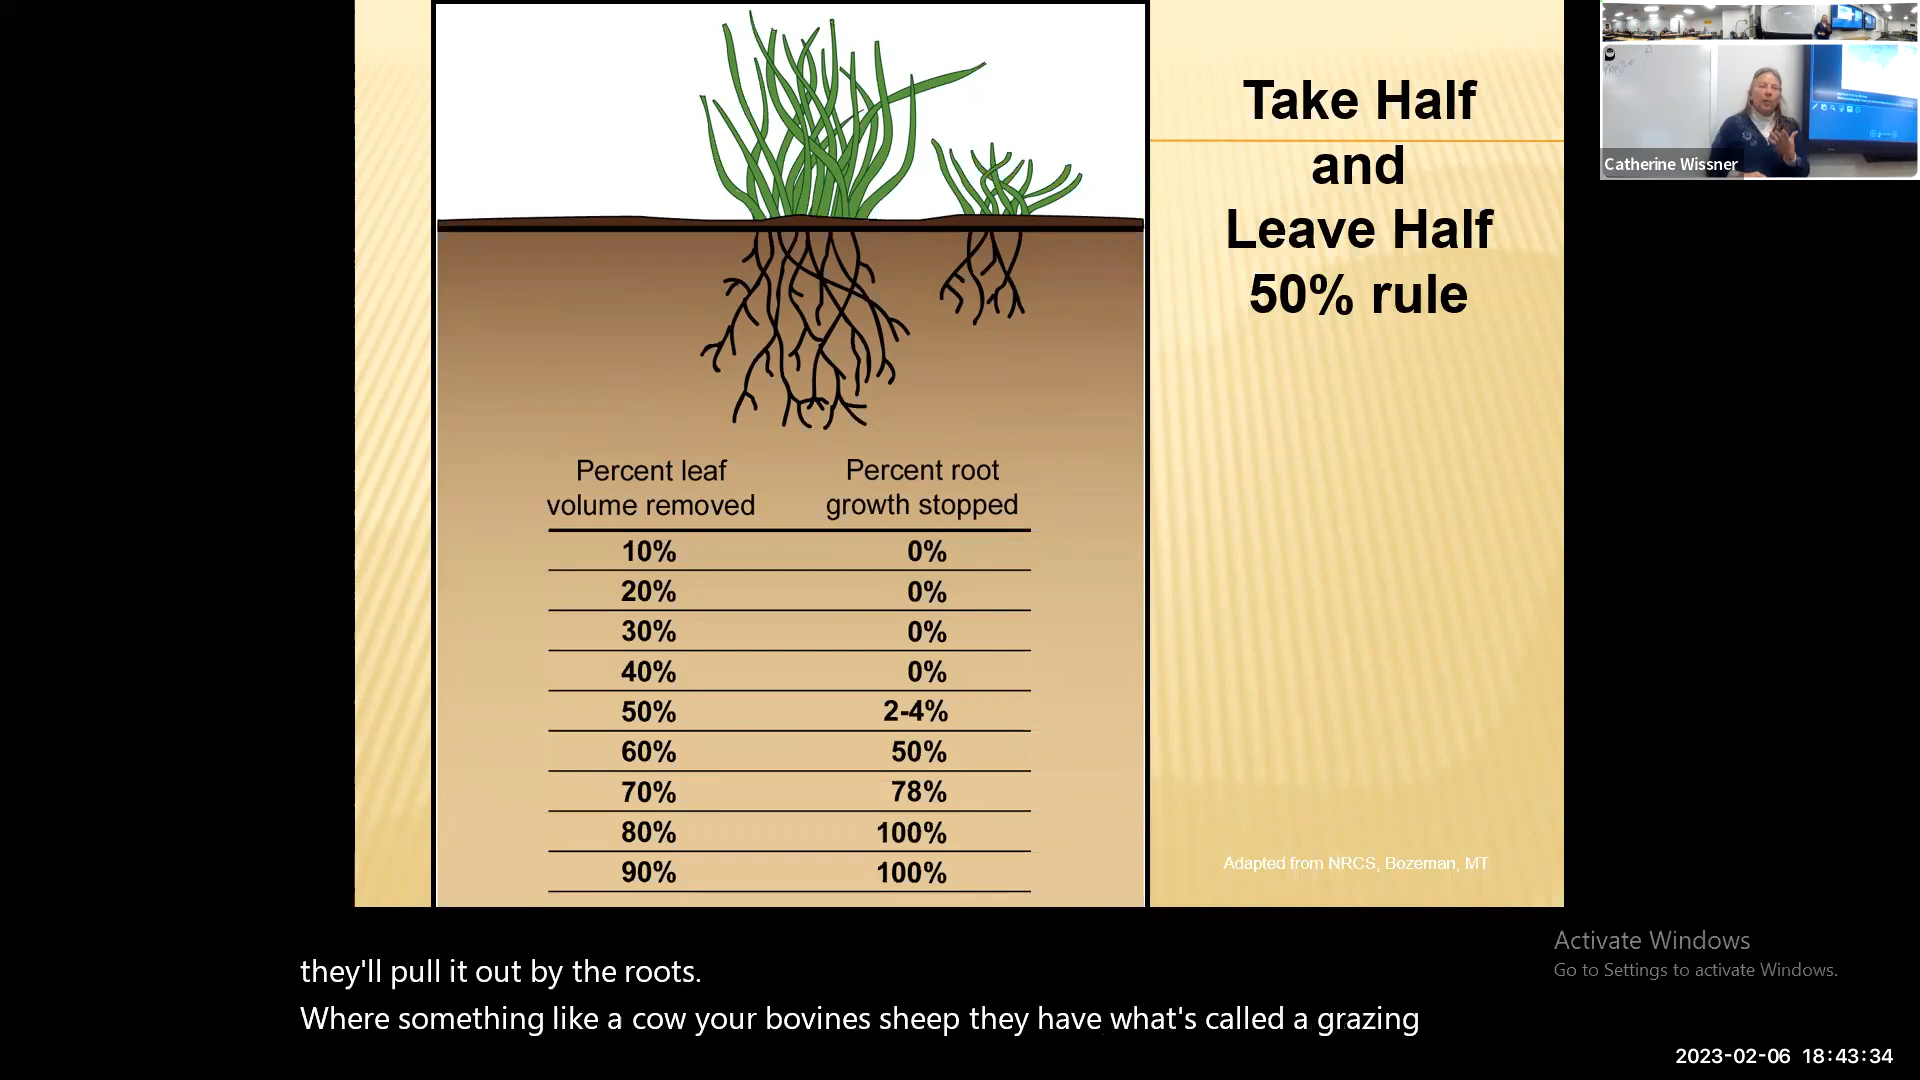 Take Half
and
Leave Half
50% rule
Percent leaf
volume removed
Percent root
growth stopped
10% 0%
20% 0%
30% 0%
40% 0%
50% 2-4%
60% 50%
70% 78%
80% 100%
90% 100%
Adapted from NRCS, Bozeman, MT
Catherine Wissner
Activate Windows
Go to Settings to activate Windows.
they'll pull it out by the roots.
Where something like a cow your bovines sheep they have what's called a grazing
2023-02-06 18:43:34